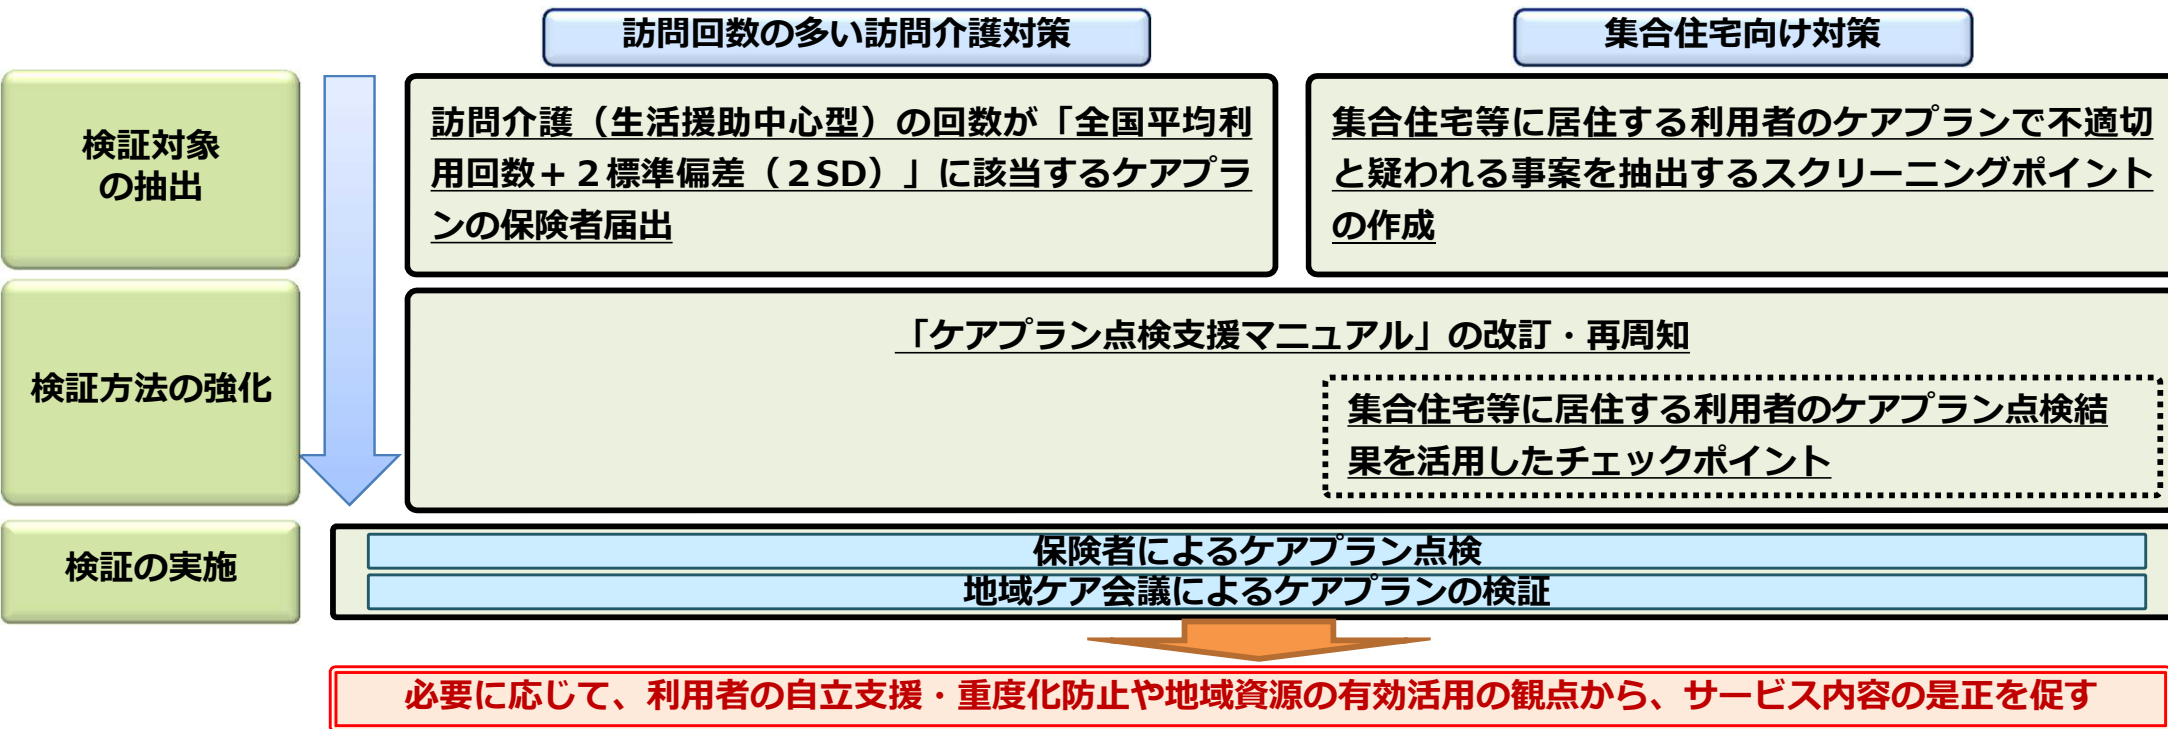 訪問回数の多い訪問介護対策
集合住宅向け対策
検証対象
の抽出
訪問介護（生活援助中心型）の回数が「全国平均利
用回数＋２標準偏差（２SD）」に該当するケアプラ
ンの保険者届出
集合住宅等に居住する利用者のケアプランで不適切
と疑われる事案を抽出するスクリーニングポイント
の作成
検証方法の強化
「ケアプラン点検支援マニュアル」の改訂・再周知
集合住宅等に居住する利用者のケアプラン点検結
果を活用したチェックポイント
検証の実施
保険者によるケアプラン点検
地域ケア会議によるケアプランの検証
必要に応じて、利用者の自立支援・重度化防止や地域資源の有効活用の観点から、サービス内容の是正を促す